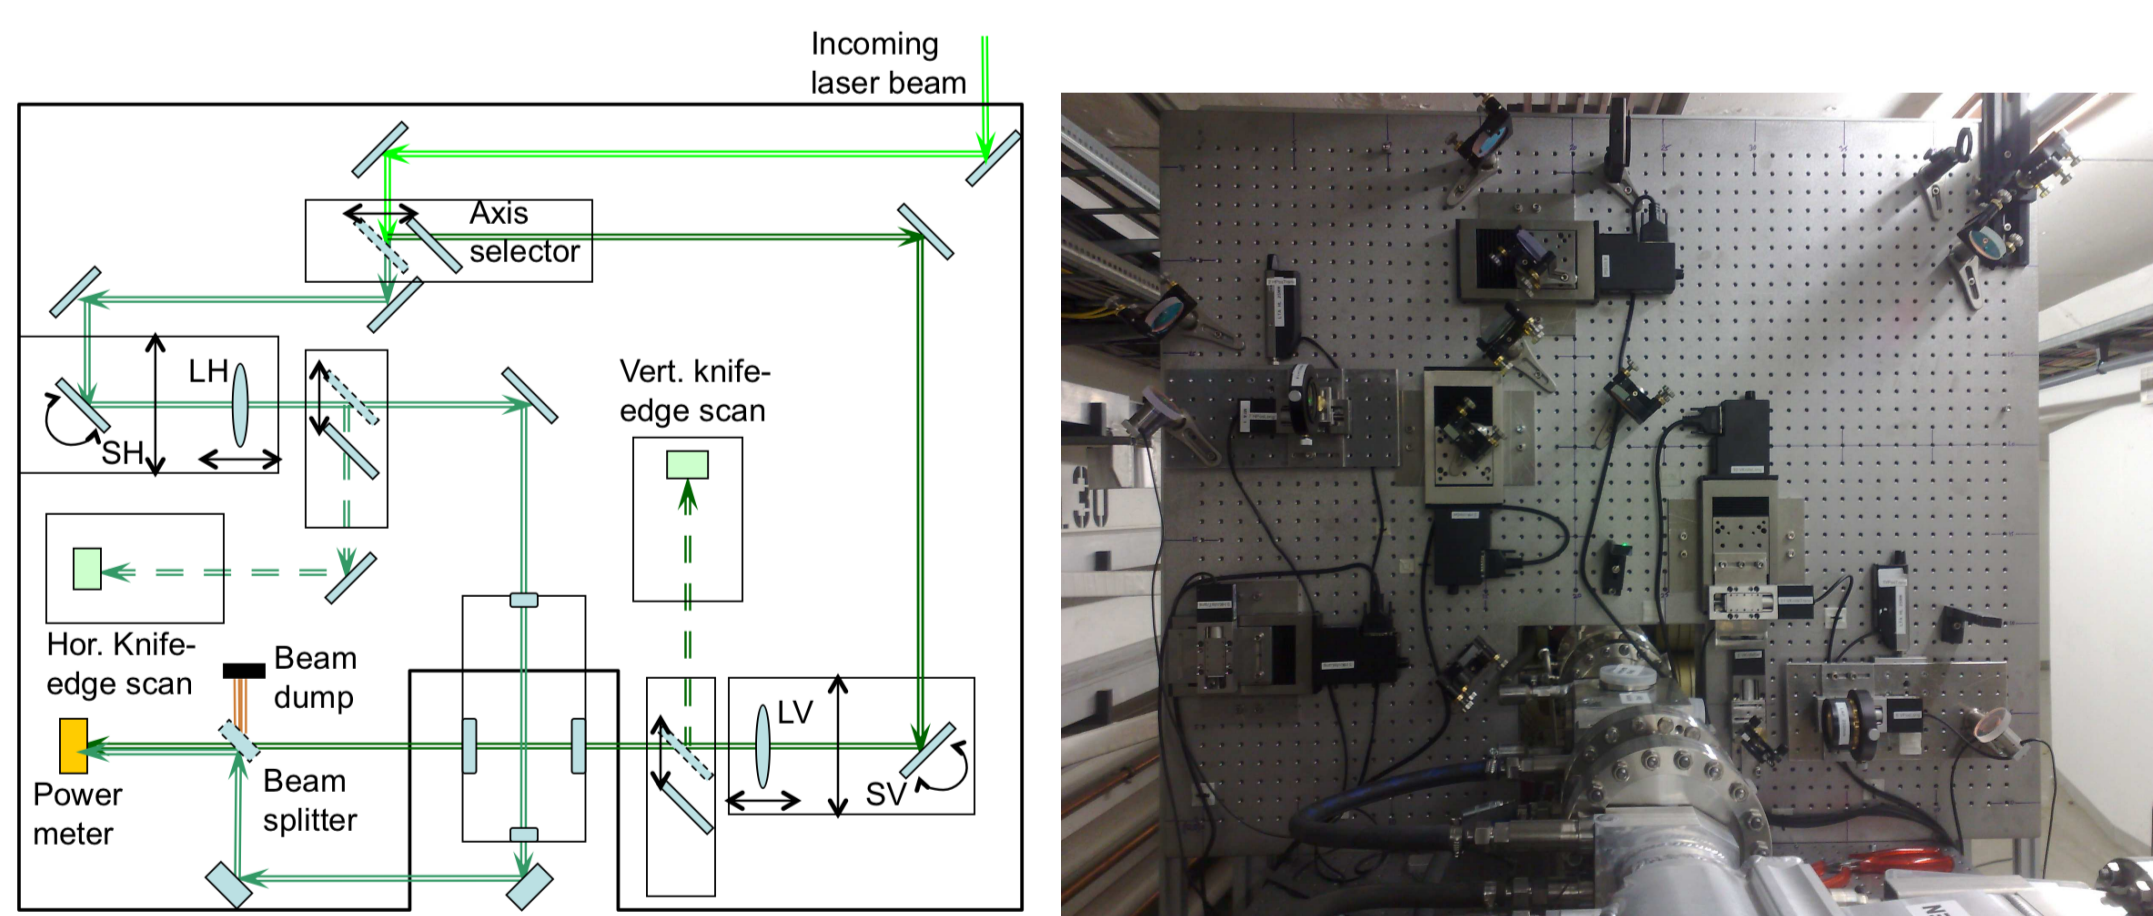 Incoming
laser beam
Axis
selector
LH
SH
Vert. knife-
edge scan
Hor. Knife-
edge scan
Beam
dump
LV
SV
Power
meter
Beam
splitter